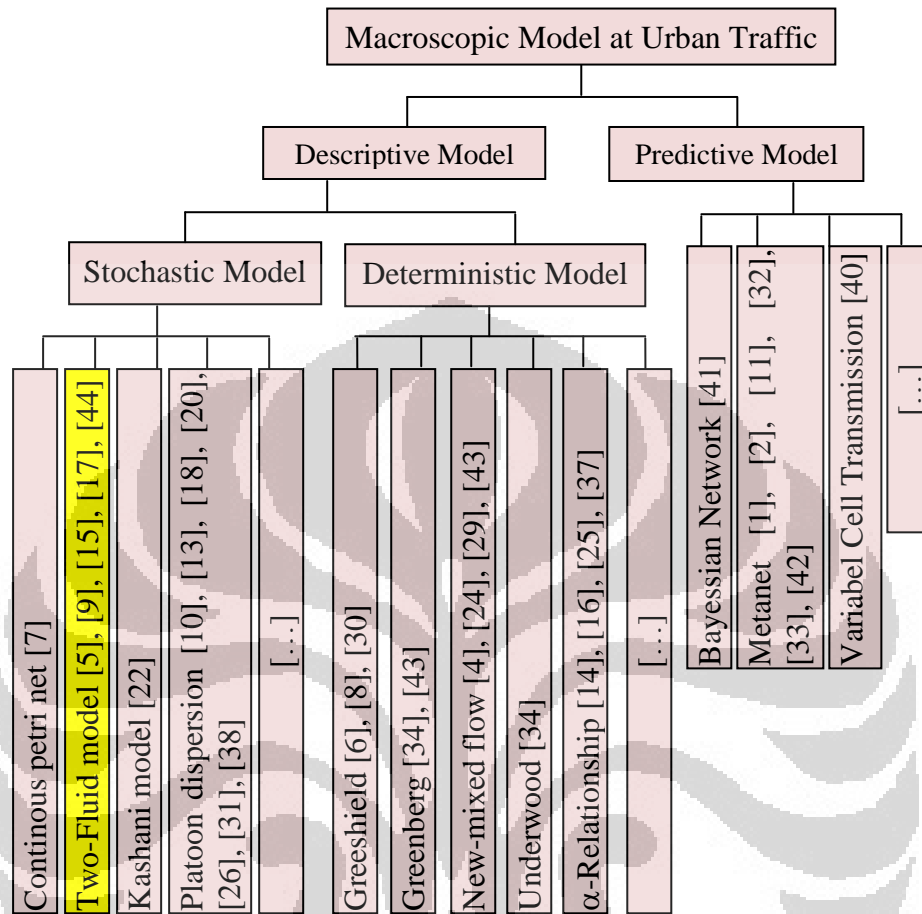 Macroscopic Model at Urban Traffic
Descriptive Model
Predictive Model
Stochastic Model
Deterministic Model
Continous petri net [7]
Two-Fluid model [5], [9], [15], [17], [44]
Kashani model [22]
Platoon dispersion [10], [13], [18], [20],
[26], [31], [38]
[…]
Greeshield [6], [8], [30]
Greenberg [34], [43]
New-mixed flow [4], [24], [29], [43]
Underwood [34]
α-Relationship [14], [16], [25], [37]
[…]
Bayessian Network [41]
Metanet [1], [2], [11], [32],
[33], [42]
Variabel Cell Transmission [40]
[…]